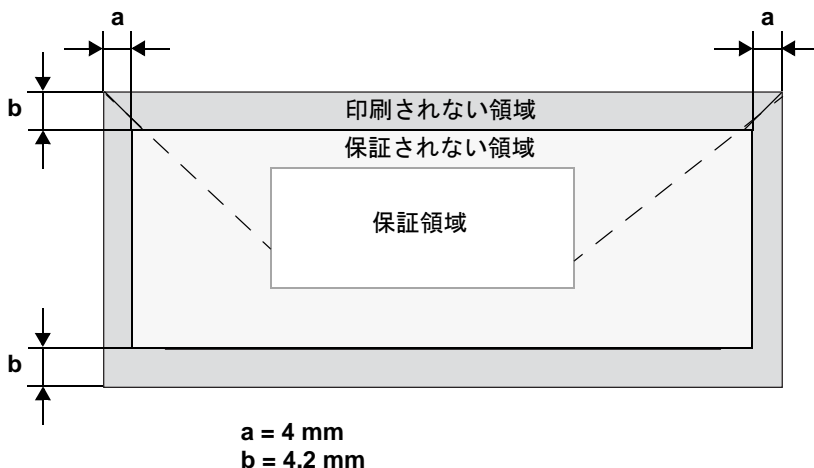 a
a
b
印刷されない領域
保証されない領域
保証領域
b
a = 4 mm
b = 4.2 mm